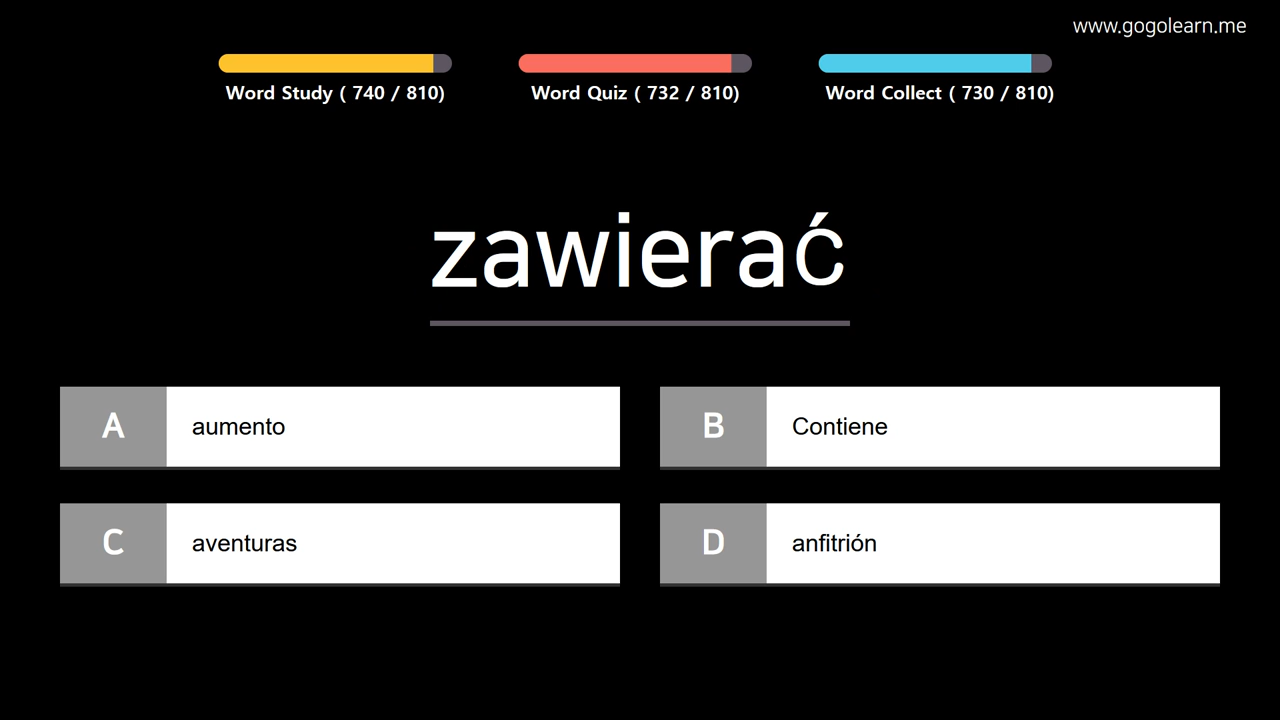 www.gogolearn.me
Word Study ( 740 / 810)
Word Quiz ( 732 / 810)
Word Collect ( 730 / 810)
zawierać
A aumento
B Contiene
C aventuras
D anfitrión